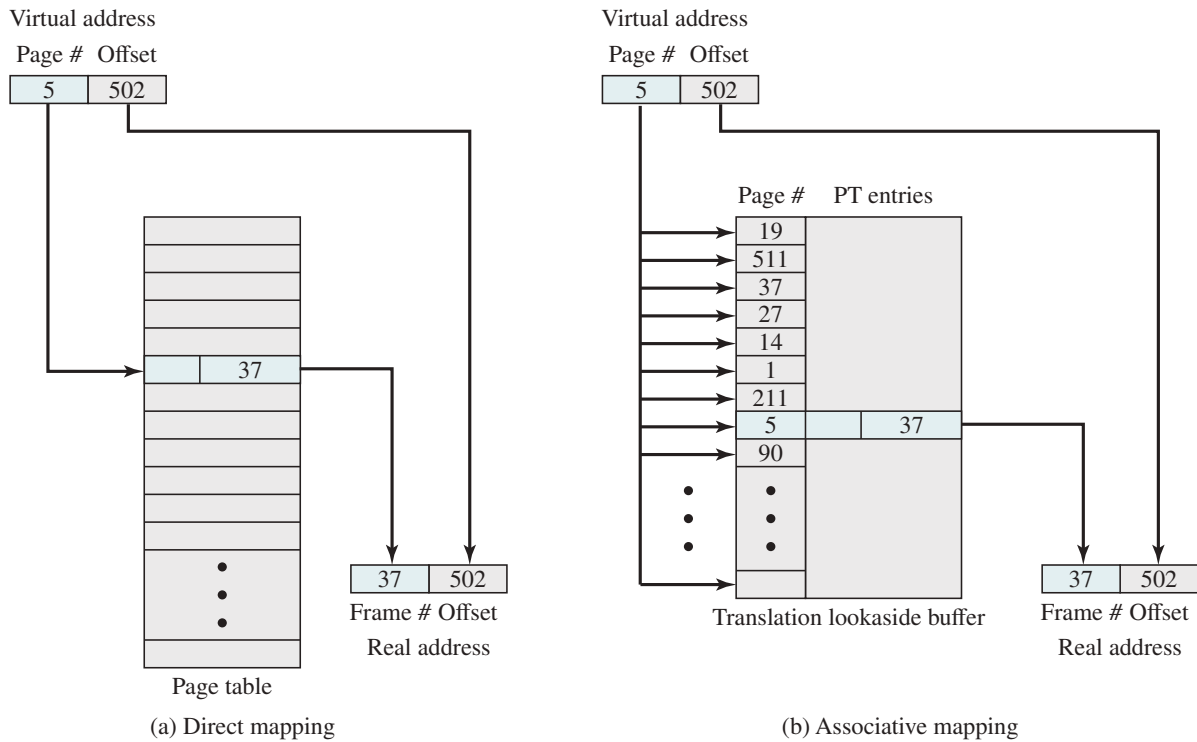 Virtual address
Page # Offset
5 502
37
37 502
Frame # Offset
Real address
Page table
(a) Direct mapping
Virtual address
Page # Offset
5 502
Page # PT entries
19
511
37
27
14
1
211
5 37
90
37 502
Frame # Offset
Real address
Translation lookaside buffer
(b) Associative mapping